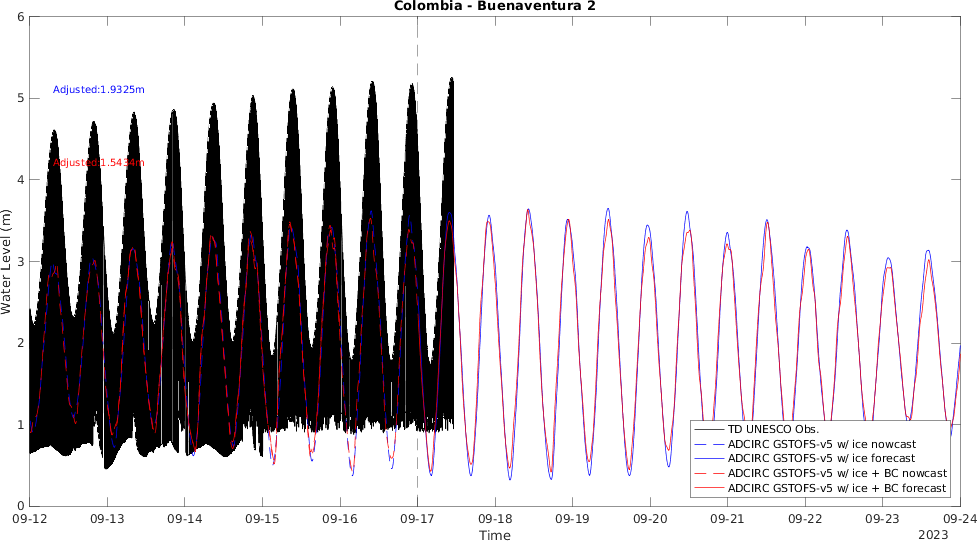 Colombia - Buenaventura 2
6
5
4
3
2
1
0
Water Level (m)
Adjusted:1.9325m
Adjusted:1.5434m
TD UNESCO Obs.
ADCIRC GSTOFS-v5 w/ ice nowcast
ADCIRC GSTOFS-v5 w/ ice forecast
ADCIRC GSTOFS-v5 w/ ice + BC nowcast
ADCIRC GSTOFS-v5 w/ ice + BC forecast
09-12 09-13 09-14 09-15 09-16 09-17 09-18 09-19 09-20 09-21 09-22 09-23 09-24
Time
2023